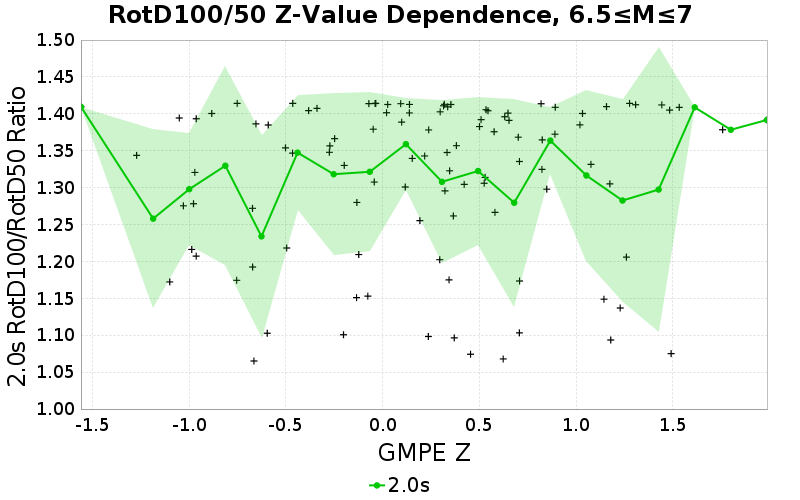 RotD100/50 Z-Value Dependence, 6.5≤M≤7
2.0s RotD100/RotD50 Ratio
1.50
1.45
1.40
1.35
1.30
1.25
1.20
1.15
1.10
1.05
1.00
-1.5 -1.0 -0.5 0.0 0.5 1.0 1.5
GMPE Z
2.0s